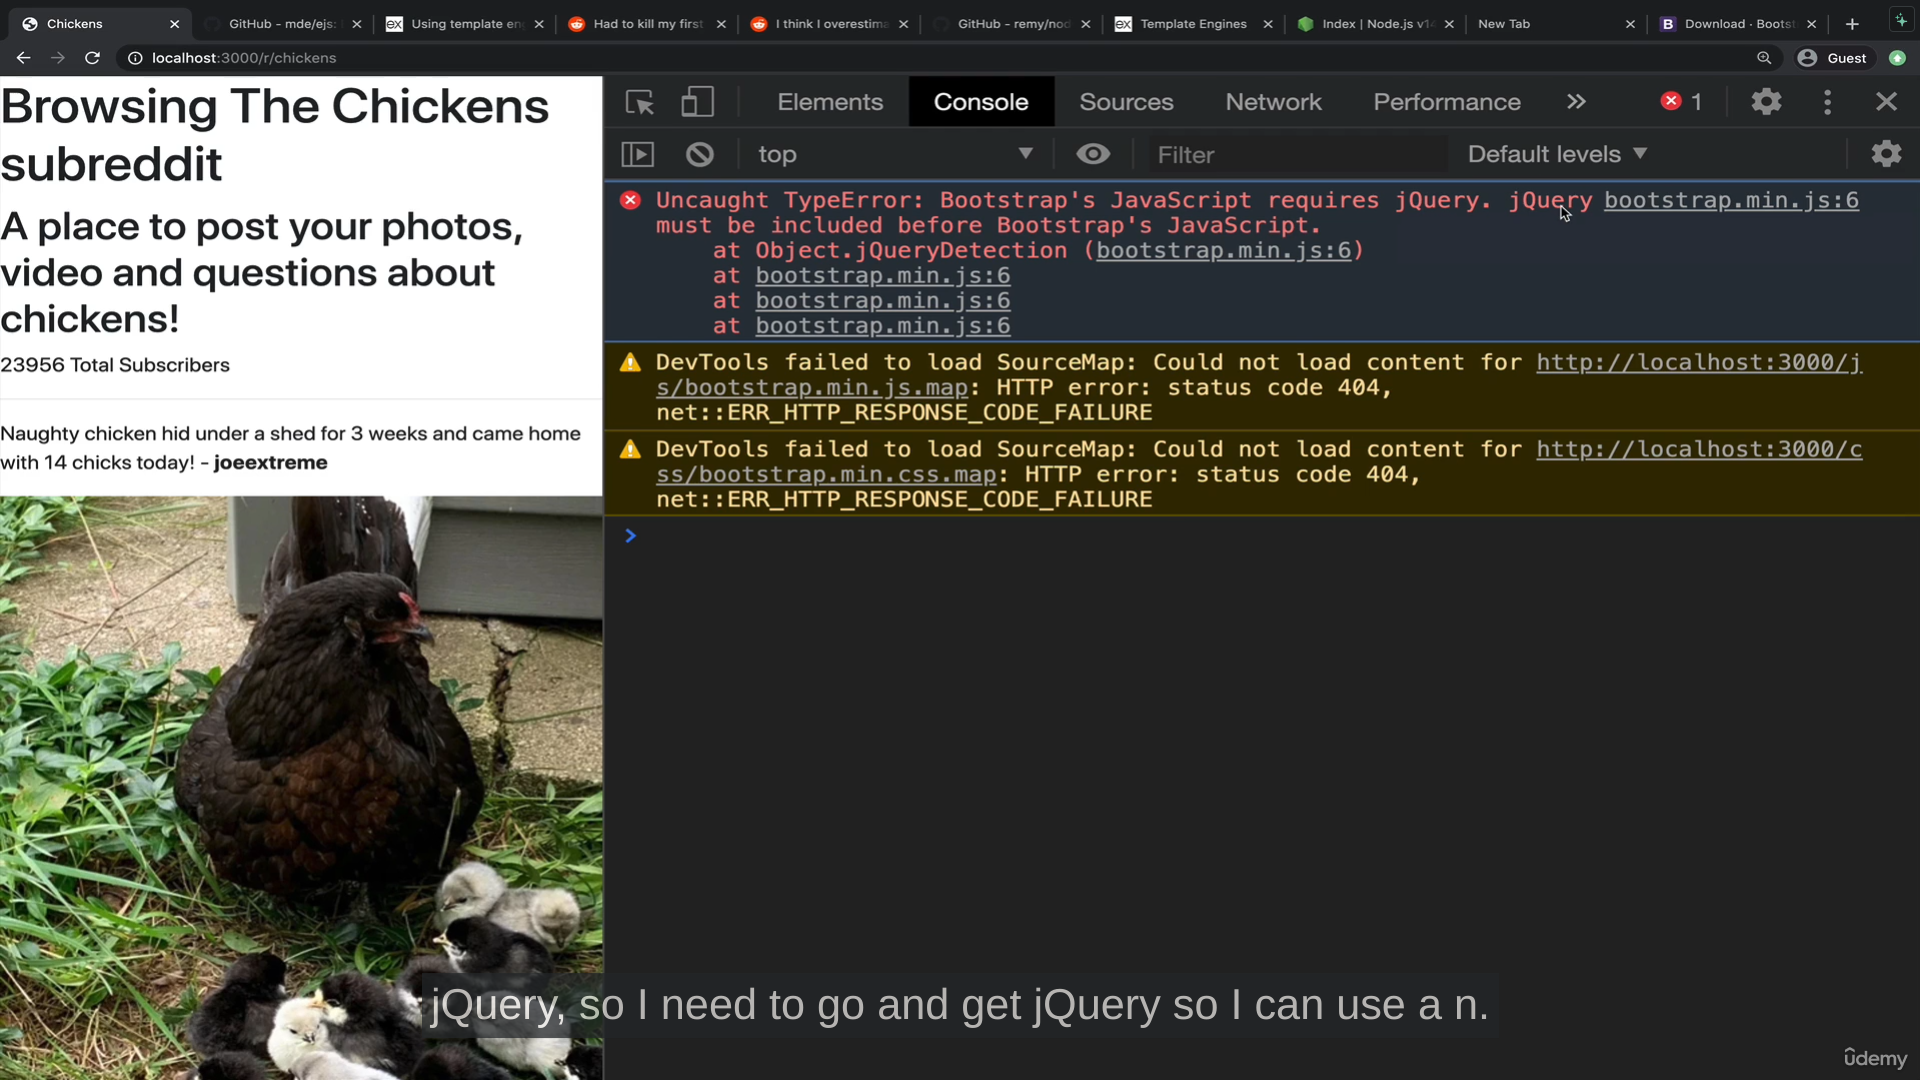 Chickens
GitHub - mde/ejs:
Using template en
Had to kill my first
I think I overestima
GitHub - remy/nod
Template Engines
Index | Node.js v14
New Tab
Download · Bootst
localhost:3000/r/chickens
Guest
Browsing The Chickens
subreddit
A place to post your photos,
video and questions about
chickens!
23956 Total Subscribers
Naughty chicken hid under a shed for 3 weeks and came home
with 14 chicks today! - joeextreme
Elements
Console
Sources
Network
Performance
1
top
Filter
Default levels
Uncaught TypeError: Bootstrap's JavaScript requires jQuery. jQuery bootstrap.min.js:6
must be included before Bootstrap's JavaScript.
at Object.jQueryDetection (bootstrap.min.js:6)
at bootstrap.min.js:6
at bootstrap.min.js:6
at bootstrap.min.js:6
DevTools failed to load SourceMap: Could not load content for http://localhost:3000/j
s/bootstrap.min.js.map: HTTP error: status code 404,
net::ERR_HTTP_RESPONSE_CODE_FAILURE
DevTools failed to load SourceMap: Could not load content for http://localhost:3000/c
ss/bootstrap.min.css.map: HTTP error: status code 404,
net::ERR_HTTP_RESPONSE_CODE_FAILURE
jQuery, so I need to go and get jQuery so I can use a n.
ûdemy